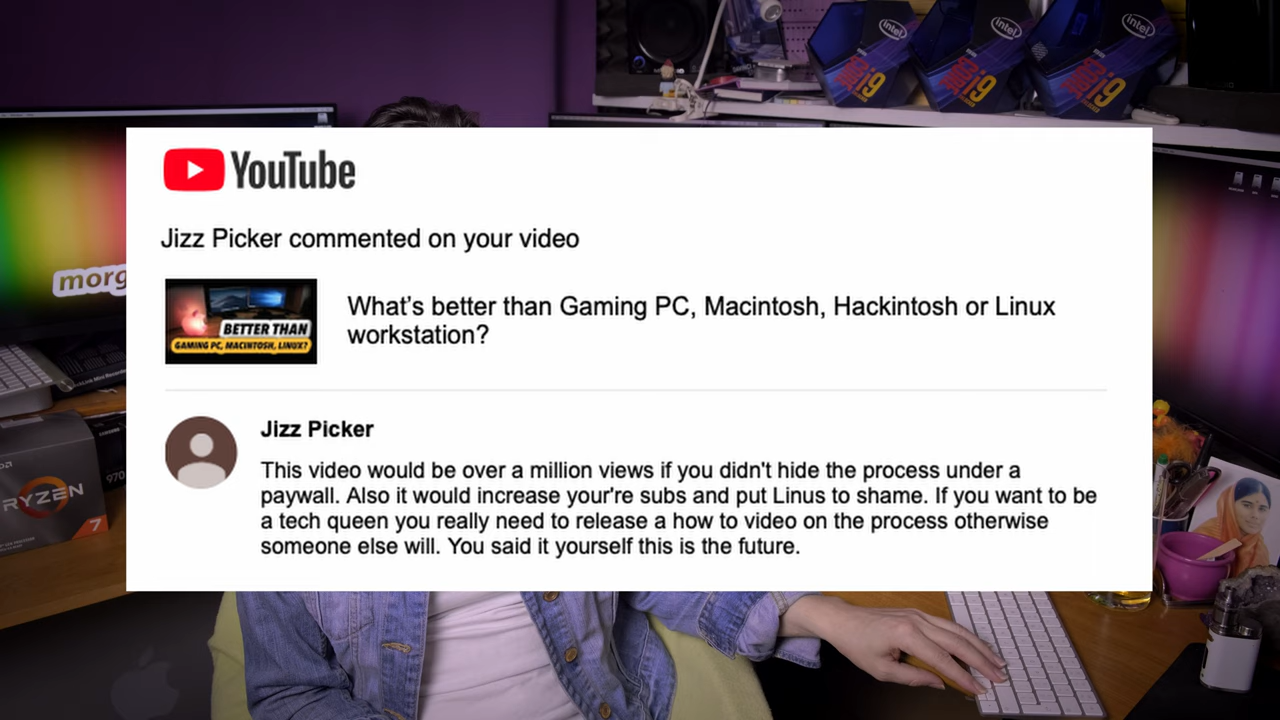 intel
intel
intel
i9
i9
i9
YouTube
Jizz Picker commented on your video
morg
BETTER THAN
GAMING PC, MACINTOSH, LINUX?
What's better than Gaming PC, Macintosh, Hackintosh or Linux
workstation?
Jizz Picker
This video would be over a million views if you didn't hide the process under a
paywall. Also it would increase your're subs and put Linus to shame. If you want to be
a tech queen you really need to release a how to video on the process otherwise
someone else will. You said it yourself this is the future.
970
RYZEN
7